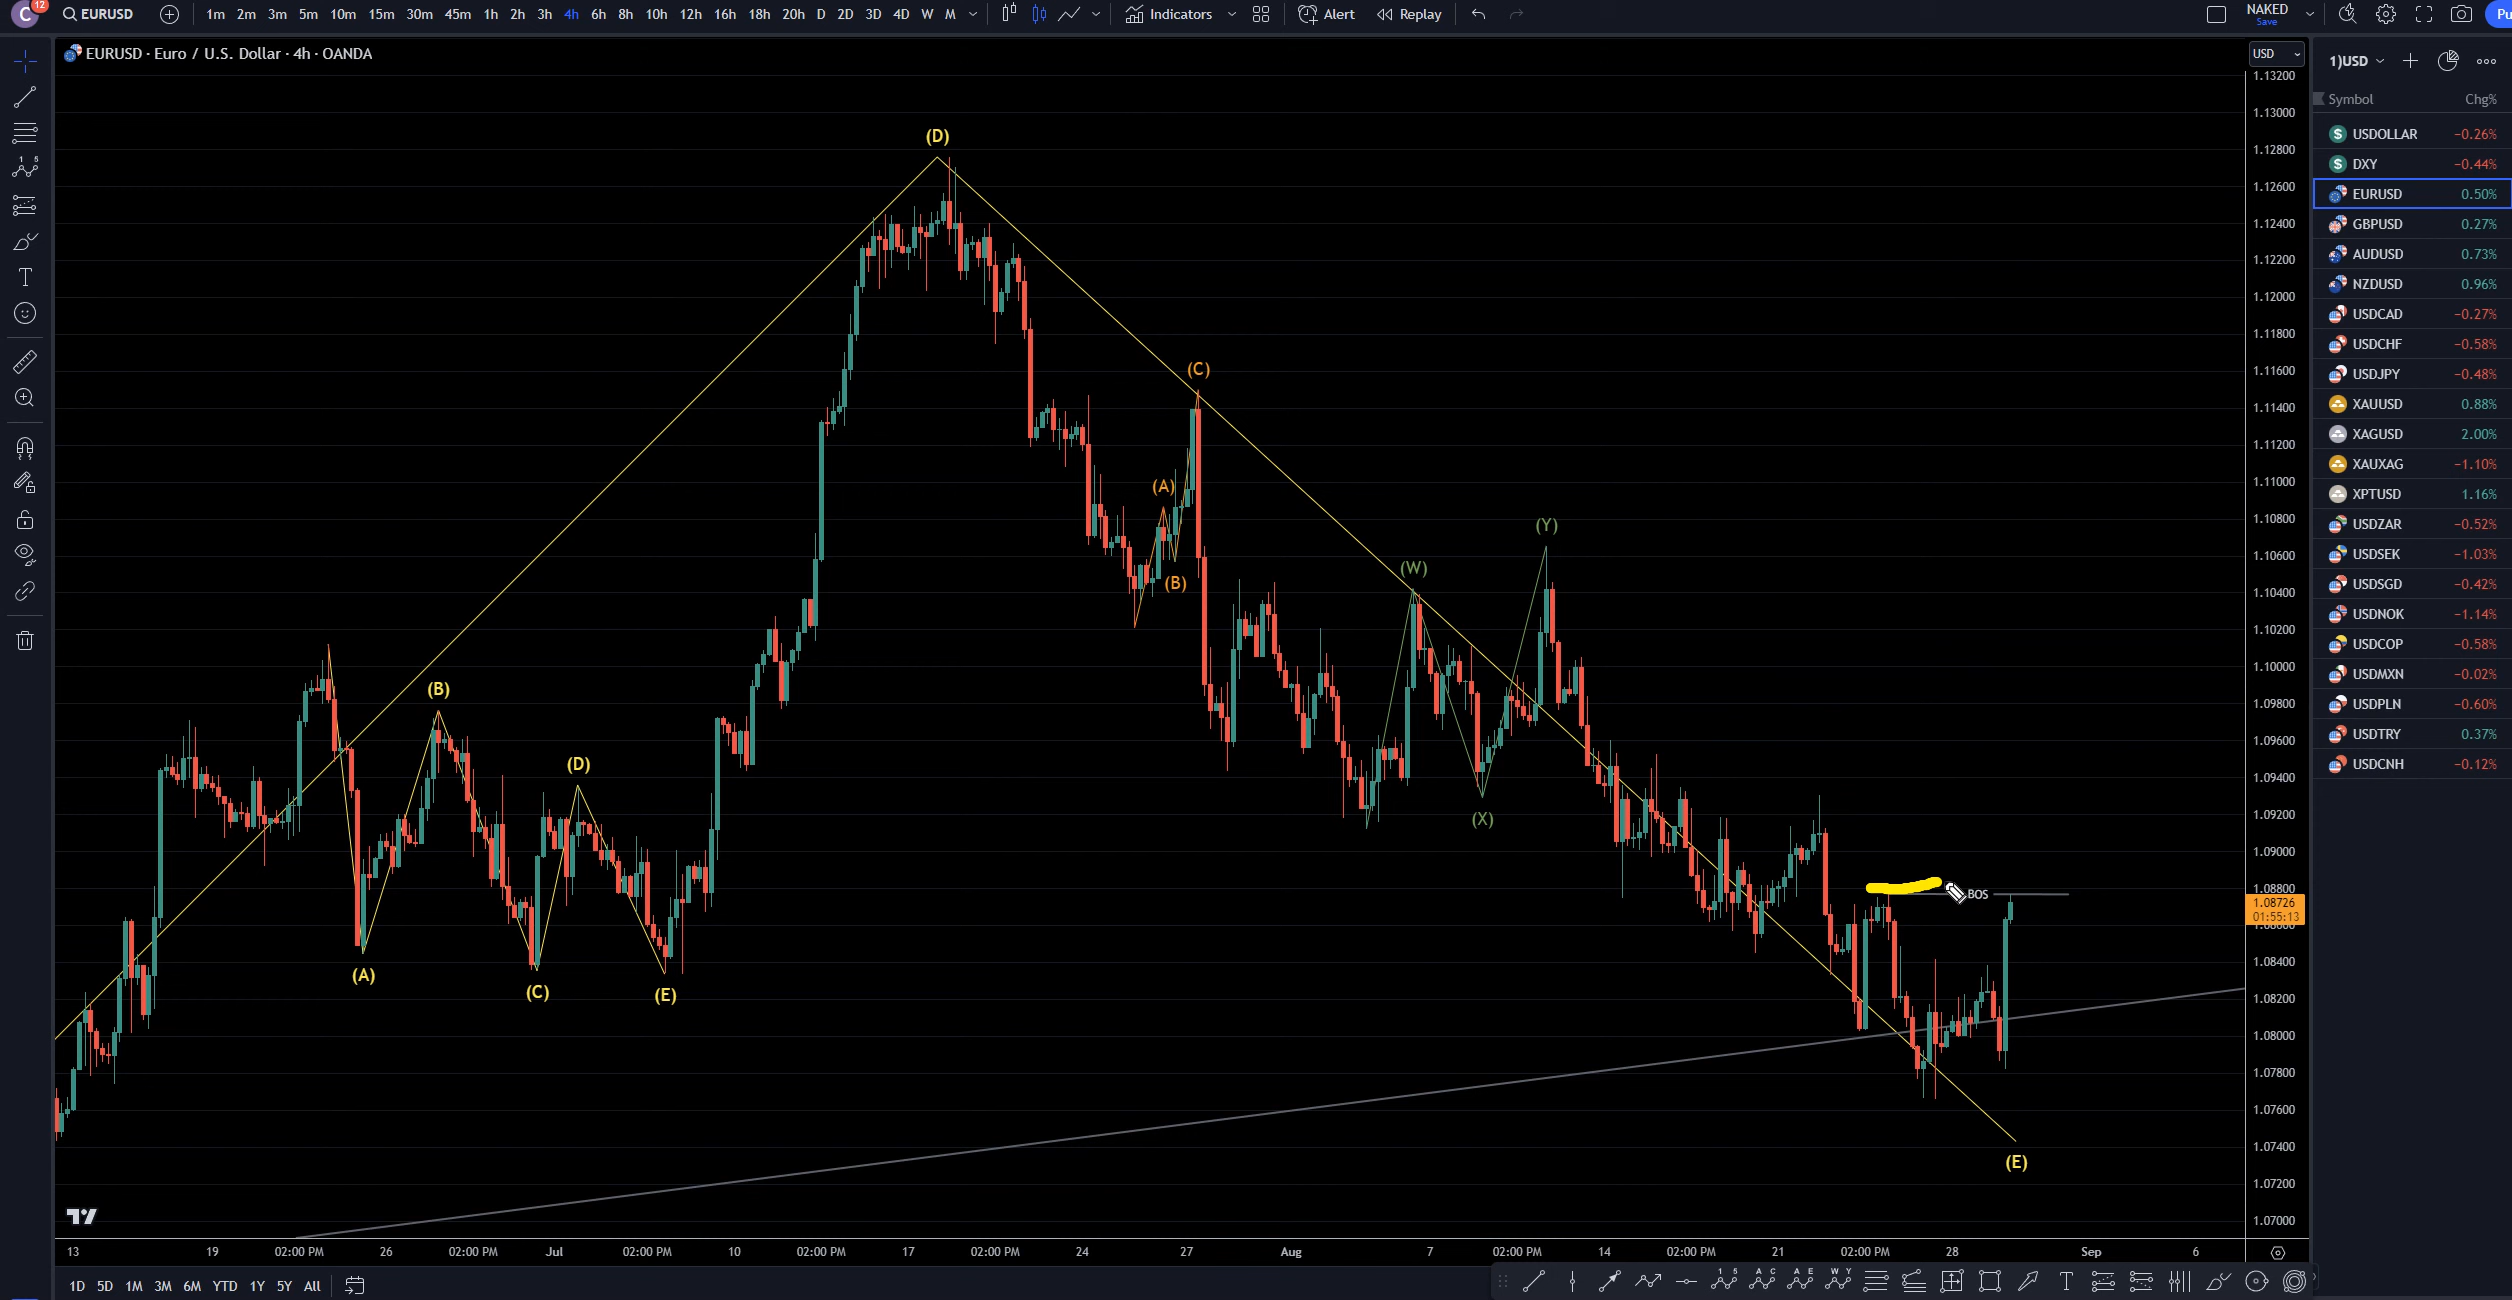 C 12 EURUSD 1m 2m 3m 5m 10m 15m 30m 45m 1h 2h 3h 4h 6h 8h 10h 12h 16h 18h 20h D 2D 3D 4D W M Indicators Alert Replay NAKED Save Pu
EURUSD · Euro / U.S. Dollar · 4h · OANDA
USD
1)USD
Symbol Chg%
USDOLLAR −0.26%
DXY −0.44%
EURUSD 0.50%
GBPUSD 0.27%
AUDUSD 0.73%
NZDUSD 0.96%
USDCAD −0.27%
USDCHF −0.58%
USDJPY −0.48%
XAUUSD 0.88%
XAGUSD 2.00%
XAUXAG −1.10%
XPTUSD 1.16%
USDZAR −0.52%
USDSEK −1.03%
USDSGD −0.42%
USDNOK −1.14%
USDCOP −0.58%
USDMXN −0.02%
USDPLN −0.60%
USDTRY 0.37%
USDCNH −0.12%
1.13200
1.13000
1.12800
1.12600
1.12400
1.12200
1.12000
1.11800
1.11600
1.11400
1.11200
1.11000
1.10800
1.10600
1.10400
1.10200
1.10000
1.09800
1.09600
1.09400
1.09200
1.09000
1.08800
1.08726
01:55:13
1.08600
1.08400
1.08200
1.08000
1.07800
1.07600
1.07400
1.07200
1.07000
(D)
(C)
(A)
(B)
(Y)
(W)
(X)
(B)
(D)
(A)
(C)
(E)
BOS
(E)
13 19 02:00 PM 26 02:00 PM Jul 02:00 PM 10 02:00 PM 17 02:00 PM 24 27 Aug 7 02:00 PM 14 02:00 PM 21 02:00 PM 28 Sep 6
1D 5D 1M 3M 6M YTD 1Y 5Y All